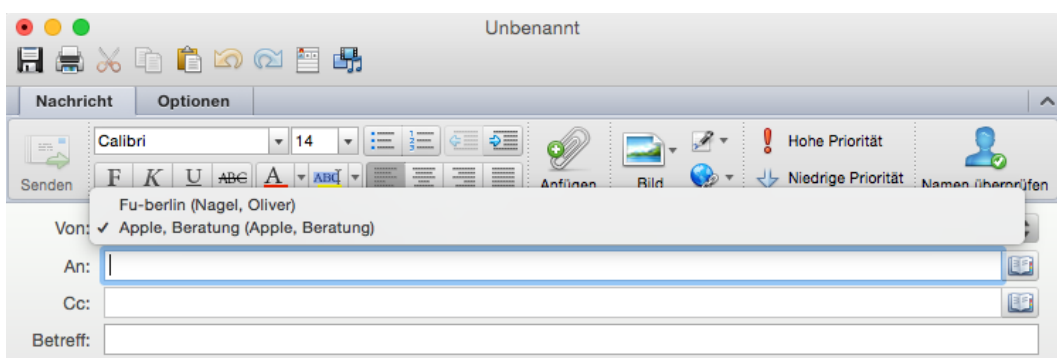 Unbenannt
Nachricht Optionen
Calibri 14 Hohe Priorität
Senden F K U ABC A ABC Anfügen Bild Niedrige Priorität Namen überprüfen
Fu-berlin (Nagel, Oliver)
Von: ✓ Apple, Beratung (Apple, Beratung)
An:
Cc:
Betreff: